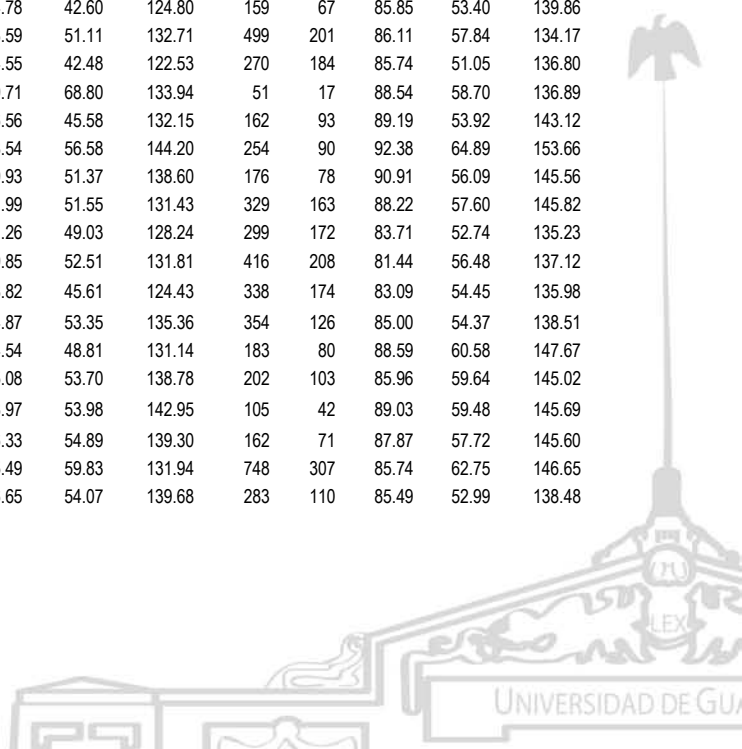 .78 42.60 124.80 159 67 85.85 53.40 139.86
.59 51.11 132.71 499 201 86.11 57.84 134.17
.55 42.48 122.53 270 184 85.74 51.05 136.80
.71 68.80 133.94 51 17 88.54 58.70 136.89
.56 45.58 132.15 162 93 89.19 53.92 143.12
.54 56.58 144.20 254 90 92.38 64.89 153.66
.93 51.37 138.60 176 78 90.91 56.09 145.56
.99 51.55 131.43 329 163 88.22 57.60 145.82
.26 49.03 128.24 299 172 83.71 52.74 135.23
.85 52.51 131.81 416 208 81.44 56.48 137.12
.82 45.61 124.43 338 174 83.09 54.45 135.98
.87 53.35 135.36 354 126 85.00 54.37 138.51
.54 48.81 131.14 183 80 88.59 60.58 147.67
.08 53.70 138.78 202 103 85.96 59.64 145.02
.97 53.98 142.95 105 42 89.03 59.48 145.69
.33 54.89 139.30 162 71 87.87 57.72 145.60
.49 59.83 131.94 748 307 85.74 62.75 146.65
.65 54.07 139.68 283 110 85.49 52.99 138.48
LEX
UNIVERSIDAD DE GUA